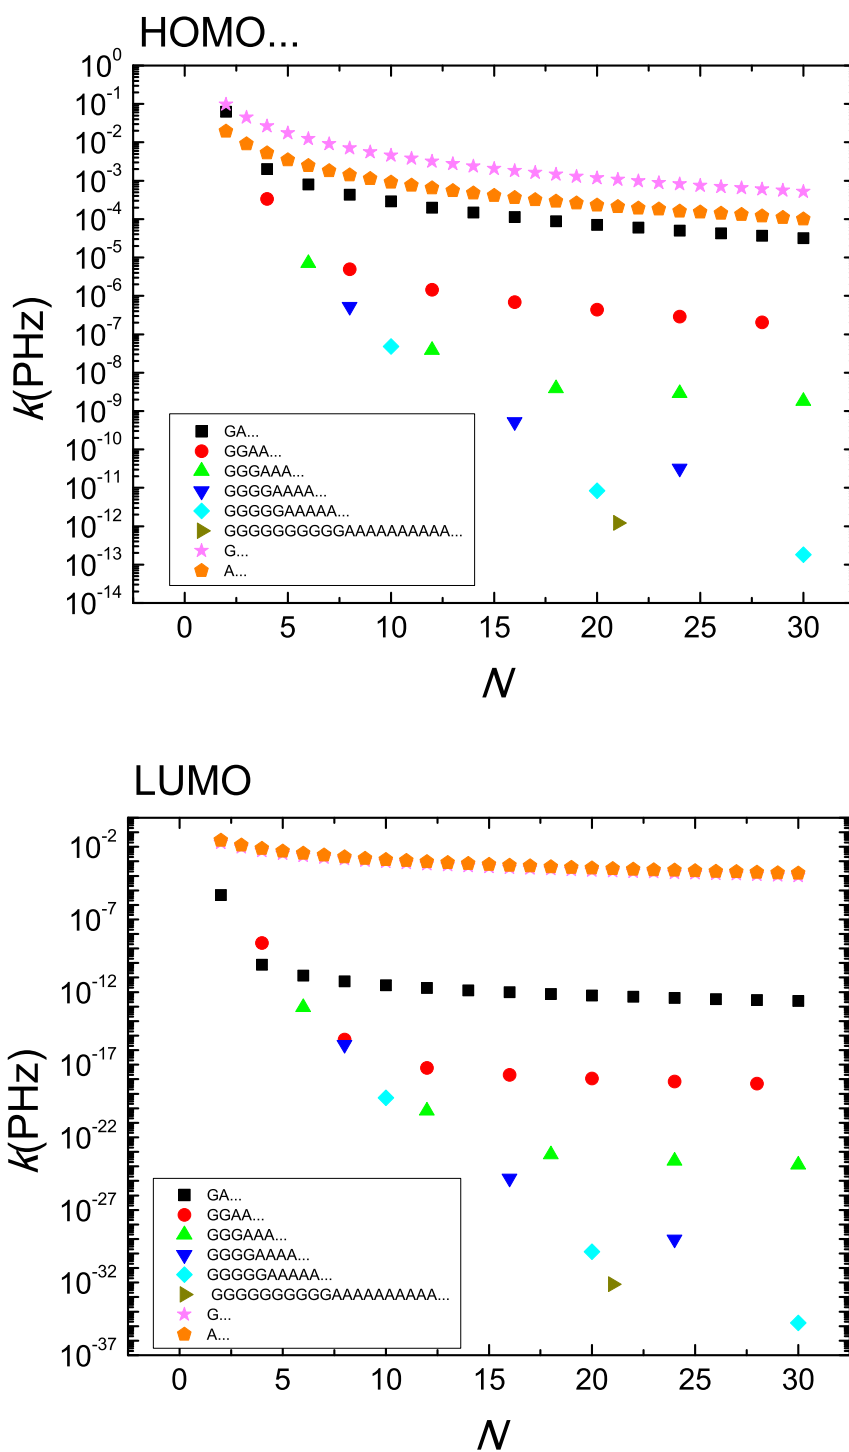 HOMO...
k(PHz)
10^0
10^-1
10^-2
10^-3
10^-4
10^-5
10^-6
10^-7
10^-8
10^-9
10^-10
10^-11
10^-12
10^-13
10^-14
GA...
GGAA...
GGGAAA...
GGGGAAAA...
GGGGGAAAAA...
GGGGGGGGGGAAAAAAAAAA...
G...
A...
0 5 10 15 20 25 30
N
LUMO
k(PHz)
10^-2
10^-7
10^-12
10^-17
10^-22
10^-27
10^-32
10^-37
GA...
GGAA...
GGGAAA...
GGGGAAAA...
GGGGGAAAAA...
GGGGGGGGGGAAAAAAAAAA...
G...
A...
0 5 10 15 20 25 30
N